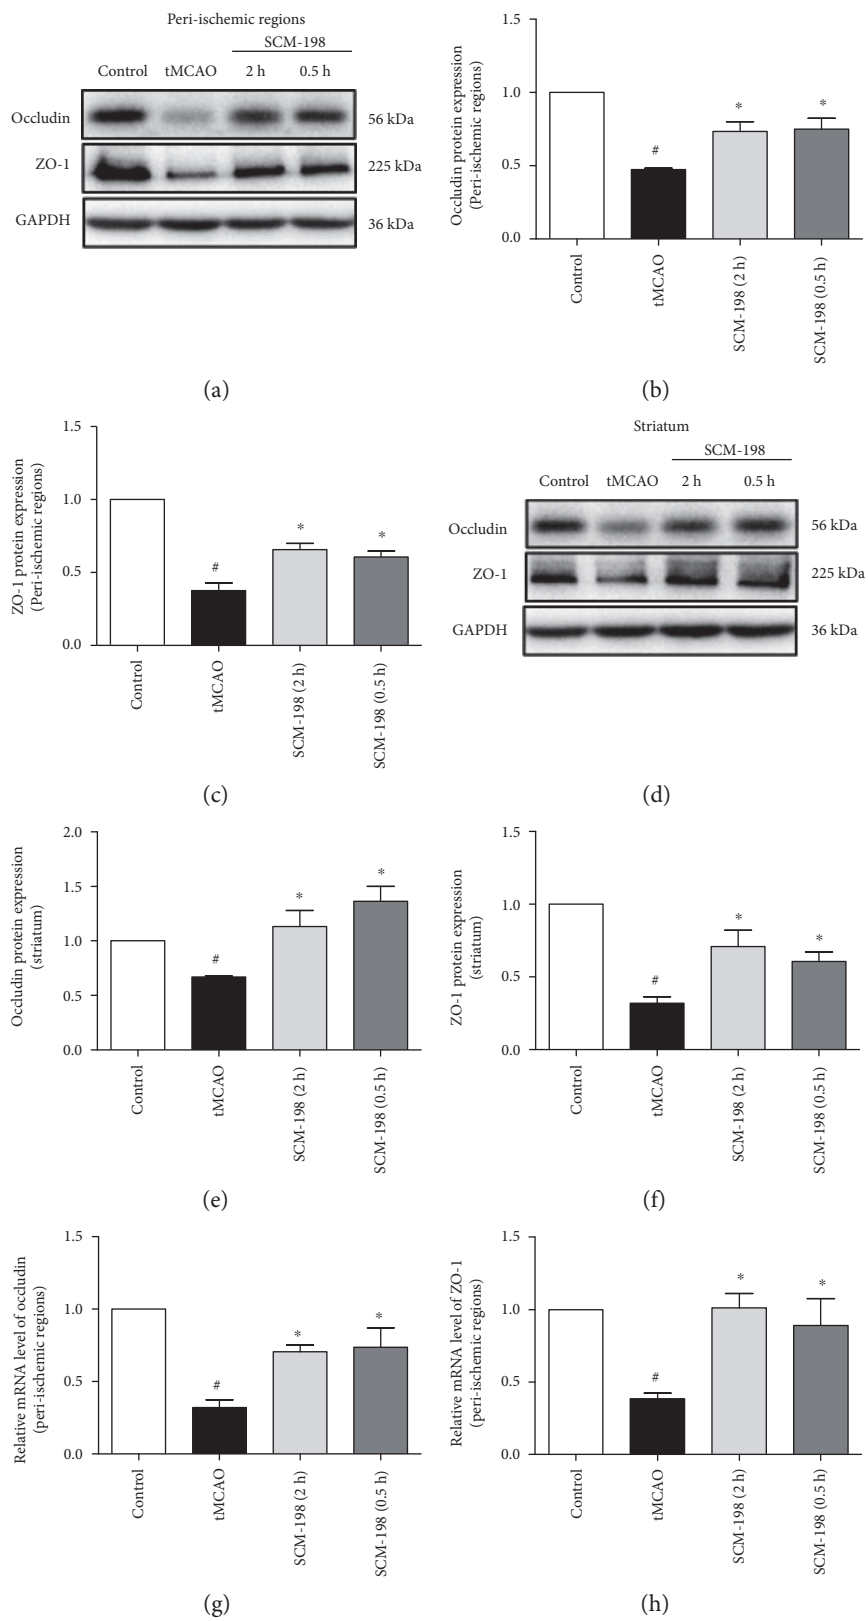 Peri-ischemic regions
SCM-198
Control tMCAO 2 h 0.5 h
Occludin 56 kDa
ZO-1 225 kDa
GAPDH 36 kDa
(a)
Occludin protein expression
(Peri-ischemic regions)
1.5
1.0
0.5
0.0
#
*
*
Control
tMCAO
SCM-198 (2 h)
SCM-198 (0.5 h)
(b)
ZO-1 protein expression
(Peri-ischemic regions)
1.5
1.0
0.5
0.0
#
*
*
Control
tMCAO
SCM-198 (2 h)
SCM-198 (0.5 h)
(c)
Striatum
SCM-198
Control tMCAO 2 h 0.5 h
Occludin 56 kDa
ZO-1 225 kDa
GAPDH 36 kDa
(d)
Occludin protein expression
(striatum)
2.0
1.5
1.0
0.5
0.0
#
*
*
Control
tMCAO
SCM-198 (2 h)
SCM-198 (0.5 h)
(e)
ZO-1 protein expression
(striatum)
1.5
1.0
0.5
0.0
#
*
*
Control
tMCAO
SCM-198 (2 h)
SCM-198 (0.5 h)
(f)
Relative mRNA level of occludin
(peri-ischemic regions)
1.5
1.0
0.5
0.0
#
*
*
Control
tMCAO
SCM-198 (2 h)
SCM-198 (0.5 h)
(g)
Relative mRNA level of ZO-1
(peri-ischemic regions)
1.5
1.0
0.5
0.0
#
*
*
Control
tMCAO
SCM-198 (2 h)
SCM-198 (0.5 h)
(h)